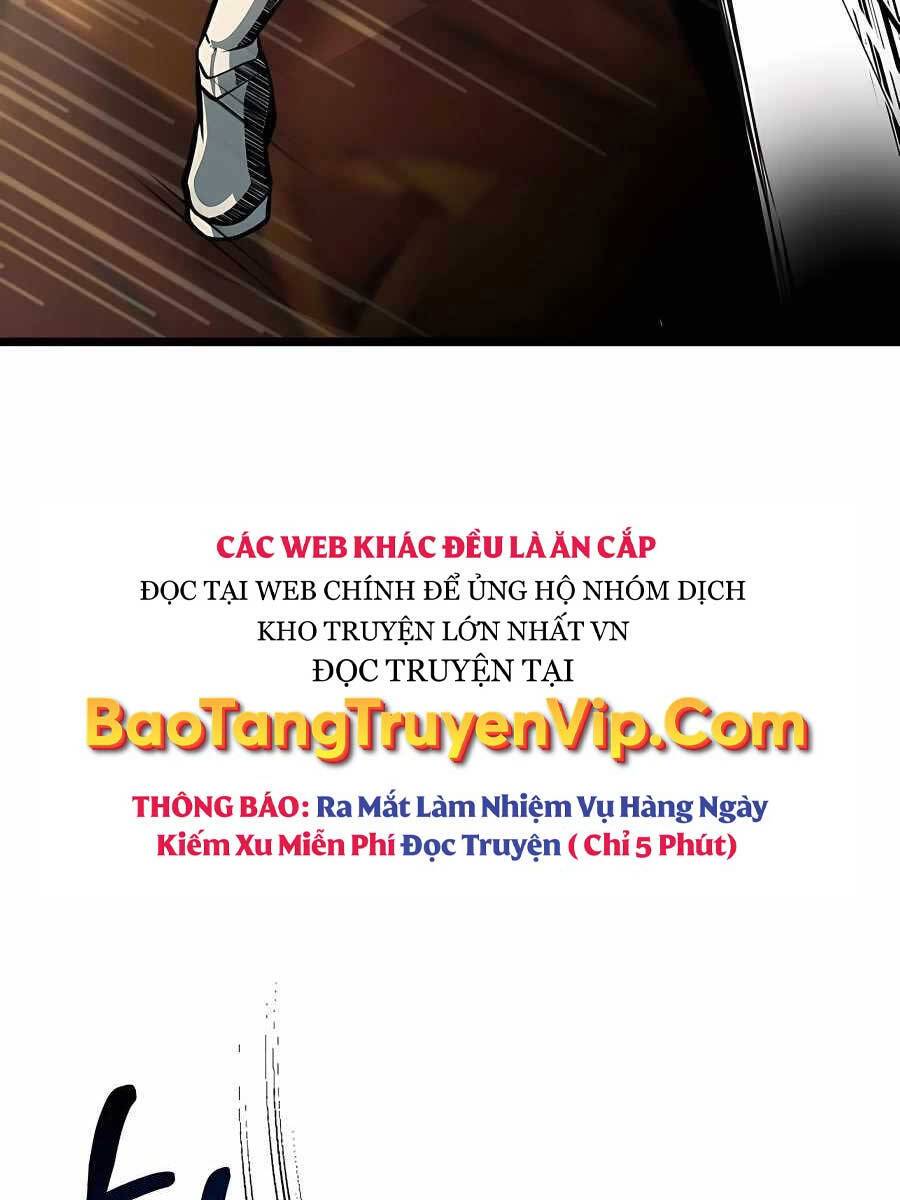 CÁC WEB KHÁC ĐỀU LÀ ĂN CẮP
ĐỌC TẠI WEB CHÍNH ĐỂ ỦNG HỘ NHÓM DỊCH
KHO TRUYỆN LỚN NHẤT VN
ĐỌC TRUYỆN TẠI
BaoTangTruyenVip.Com
THÔNG BÁO: Ra Mắt Làm Nhiệm Vụ Hàng Ngày
Kiếm Xu Miễn Phí Đọc Truyện ( Chỉ 5 Phút)